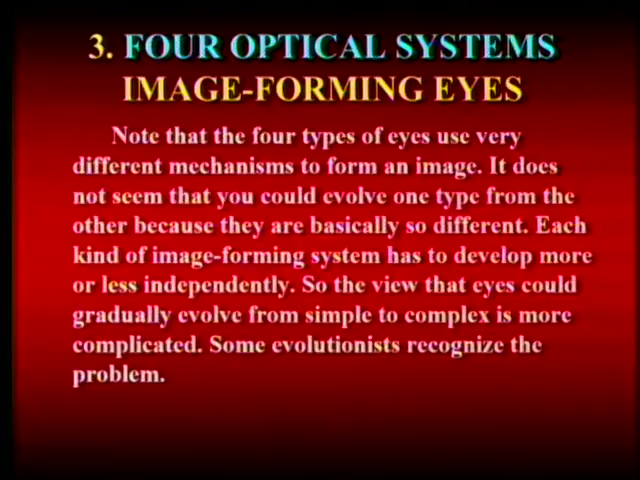 3. FOUR OPTICAL SYSTEMS
IMAGE-FORMING EYES
Note that the four types of eyes use very
different mechanisms to form an image. It does
not seem that you could evolve one type from the
other because they are basically so different. Each
kind of image-forming system has to develop more
or less independently. So the view that eyes could
gradually evolve from simple to complex is more
complicated. Some evolutionists recognize the
problem.